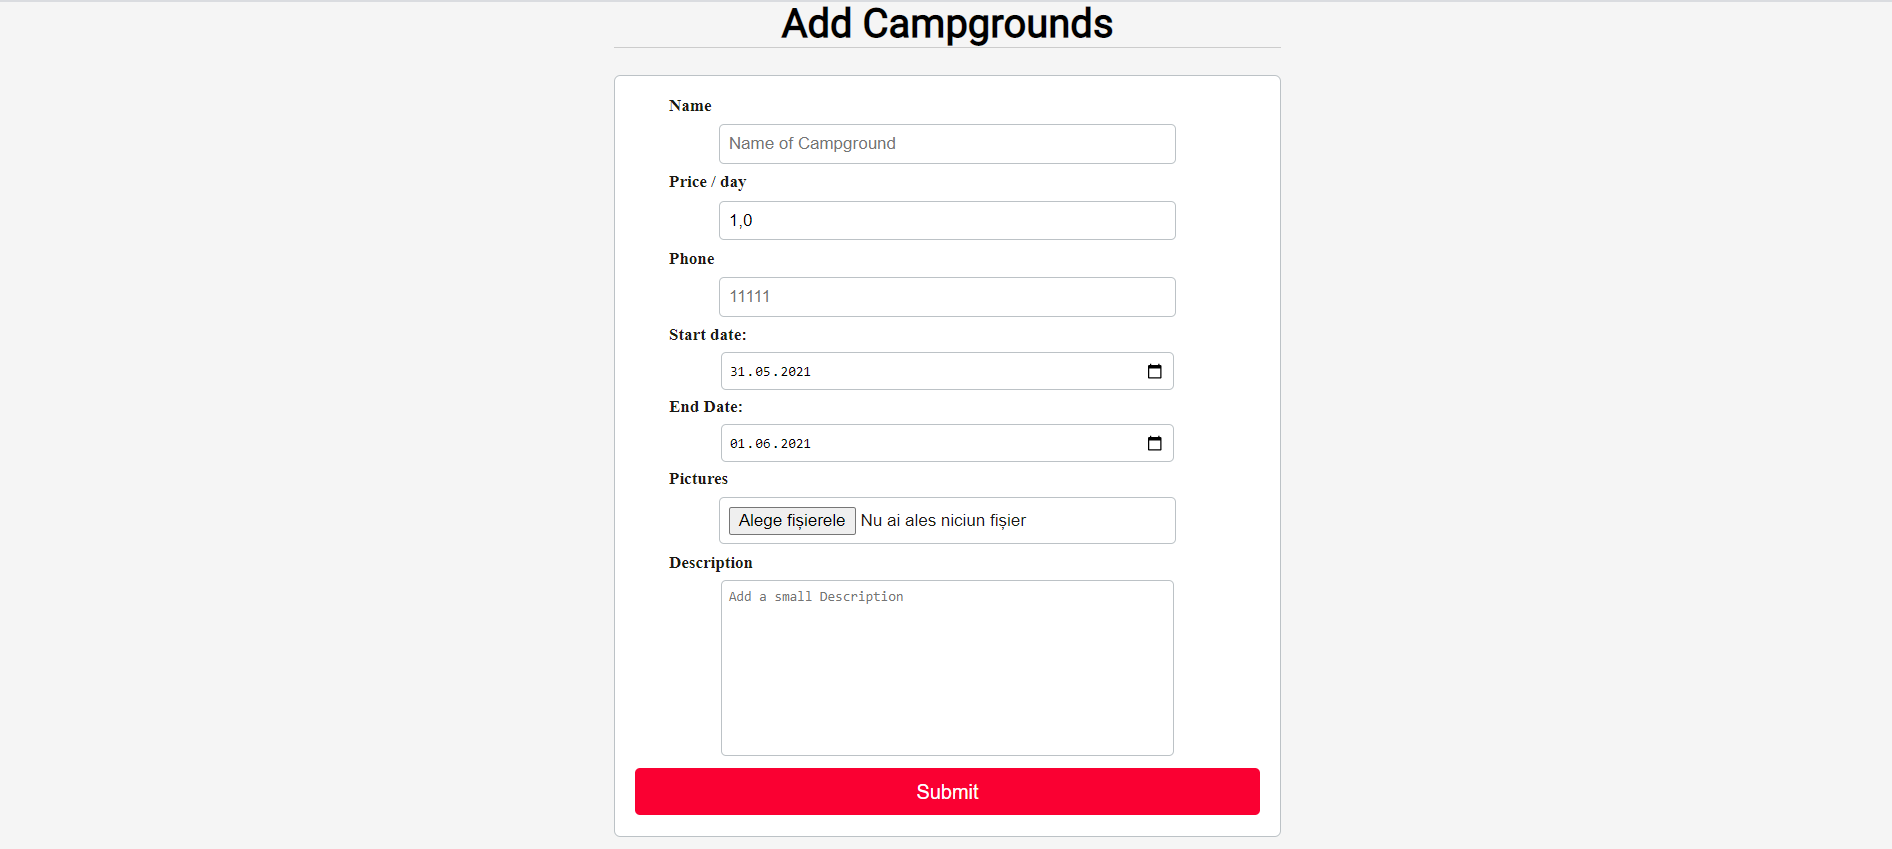 Add Campgrounds
Name
Name of Campground
Price / day
1,0
Phone
11111
Start date:
31.05.2021
End Date:
01.06.2021
Pictures
Alege fișierele Nu ai ales niciun fișier
Description
Add a small Description
Submit